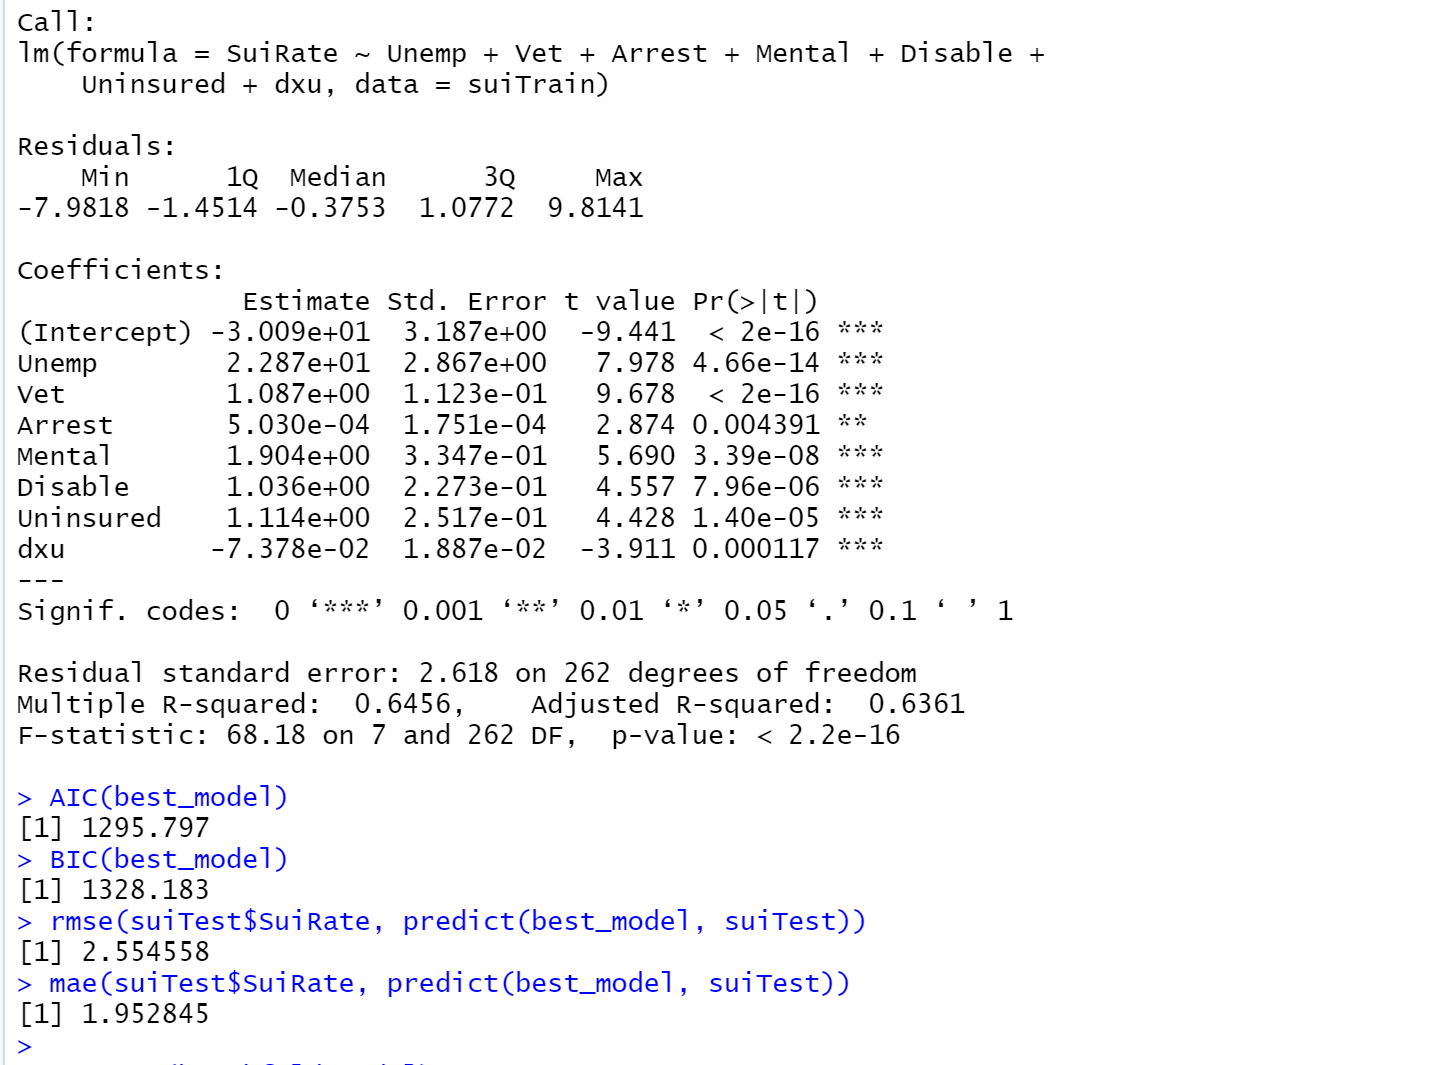 Call:
lm(formula = SuiRate ~ Unemp + Vet + Arrest + Mental + Disable +
    Uninsured + dxu, data = suiTrain)
Residuals:
    Min      1Q  Median      3Q     Max
-7.9818 -1.4514 -0.3753  1.0772  9.8141
Coefficients:
              Estimate Std. Error t value Pr(>|t|)
(Intercept) -3.009e+01  3.187e+00  -9.441  < 2e-16 ***
Unemp        2.287e+01  2.867e+00   7.978 4.66e-14 ***
Vet          1.087e+00  1.123e-01   9.678  < 2e-16 ***
Arrest       5.030e-04  1.751e-04   2.874 0.004391 **
Mental       1.904e+00  3.347e-01   5.690 3.39e-08 ***
Disable      1.036e+00  2.273e-01   4.557 7.96e-06 ***
Uninsured    1.114e+00  2.517e-01   4.428 1.40e-05 ***
dxu         -7.378e-02  1.887e-02  -3.911 0.000117 ***
---
Signif. codes:  0 ‘***’ 0.001 ‘**’ 0.01 ‘*’ 0.05 ‘.’ 0.1 ‘ ’ 1
Residual standard error: 2.618 on 262 degrees of freedom
Multiple R-squared:  0.6456,    Adjusted R-squared:  0.6361
F-statistic: 68.18 on 7 and 262 DF,  p-value: < 2.2e-16
> AIC(best_model)
[1] 1295.797
> BIC(best_model)
[1] 1328.183
> rmse(suiTest$SuiRate, predict(best_model, suiTest))
[1] 2.554558
> mae(suiTest$SuiRate, predict(best_model, suiTest))
[1] 1.952845
>